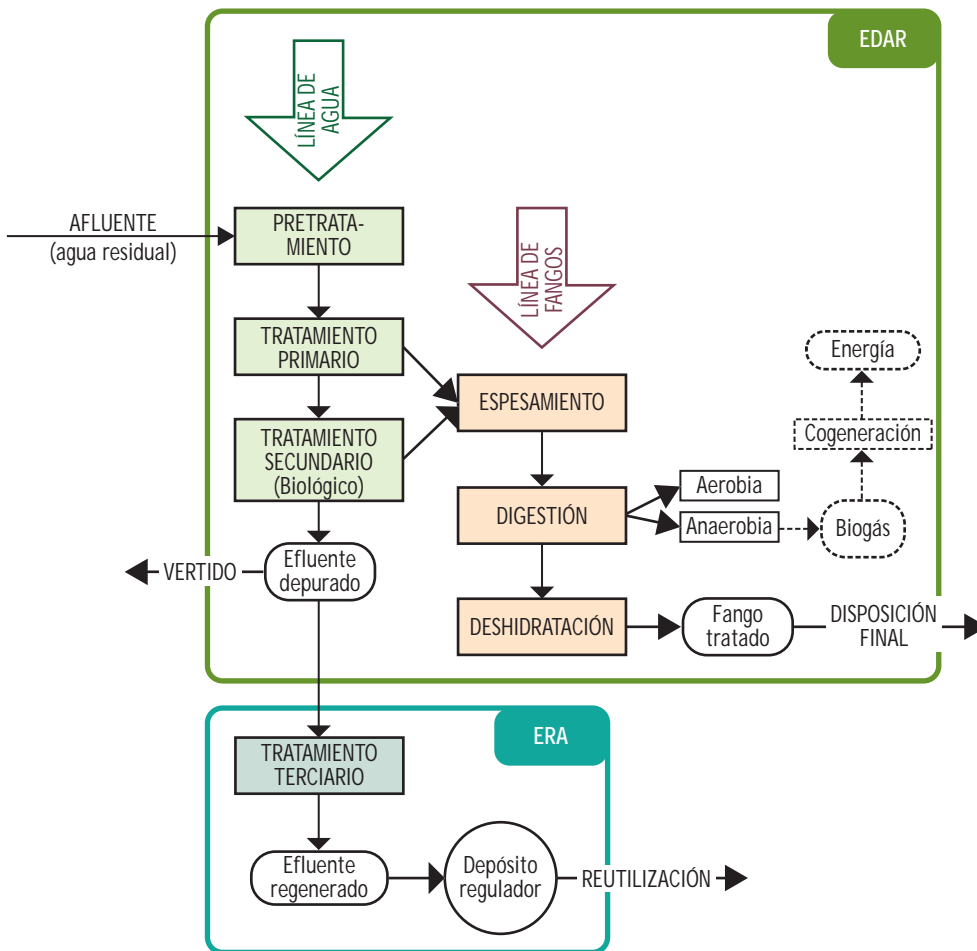 EDAR
LÍNEA DE
AGUA
AFLUENTE
(agua residual)
PRETRATA-
MIENTO
LÍNEA DE
FANGOS
TRATAMIENTO
PRIMARIO
Energía
ESPESAMIENTO
Cogeneración
TRATAMIENTO
SECUNDARIO
(Biológico)
DIGESTIÓN
Aerobia
Anaerobia
Biogás
VERTIDO
Efluente
depurado
DESHIDRATACIÓN
Fango
tratado
DISPOSICIÓN
FINAL
ERA
TRATAMIENTO
TERCIARIO
Efluente
regenerado
Depósito
regulador
REUTILIZACIÓN